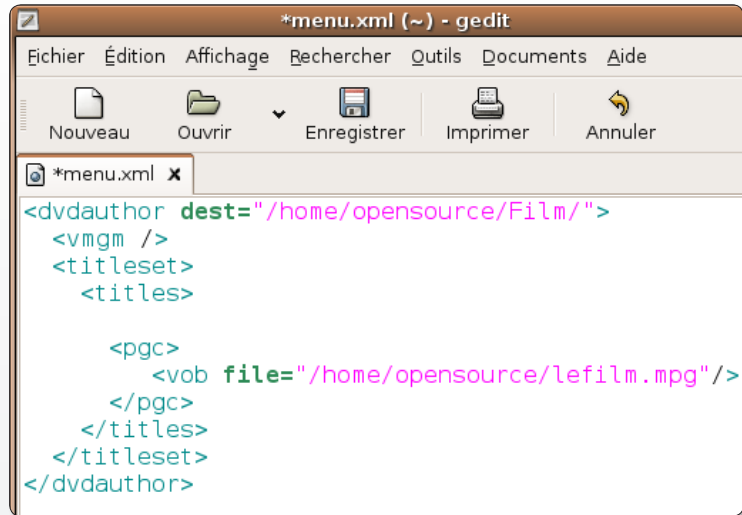 *menu.xml (~) - gedit
Fichier Édition Affichage Rechercher Outils Documents Aide
Nouveau Ouvrir Enregistrer Imprimer Annuler
*menu.xml x
<dvdauthor dest="/home/opensource/Film/">
<vmgm />
<titleset>
<titles>
<pgc>
<vob file="/home/opensource/lefilm.mpg"/>
</pgc>
</titles>
</titleset>
</dvdauthor>